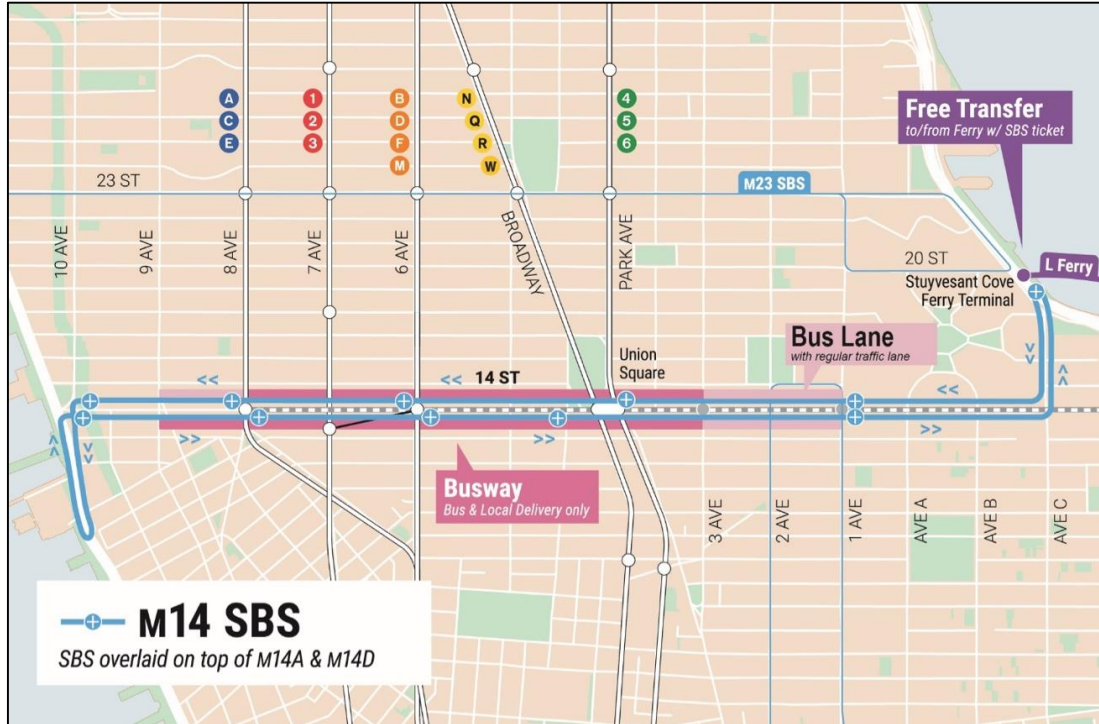 A
C
E
1
2
3
B
D
F
M
N
Q
R
W
4
5
6
Free Transfer
to/from Ferry w/ SBS ticket
23 ST
M23 SBS
10 AVE
9 AVE
8 AVE
7 AVE
6 AVE
BROADWAY
PARK AVE
20 ST
L Ferry
Stuyvesant Cove
Ferry Terminal
Union
Square
Bus Lane
with regular traffic lane
<< 
<<
14 ST
<<
>>
>>
>>
Busway
Bus & Local Delivery only
3 AVE
2 AVE
1 AVE
AVE A
AVE B
AVE C
M14 SBS
SBS overlaid on top of M14A & M14D